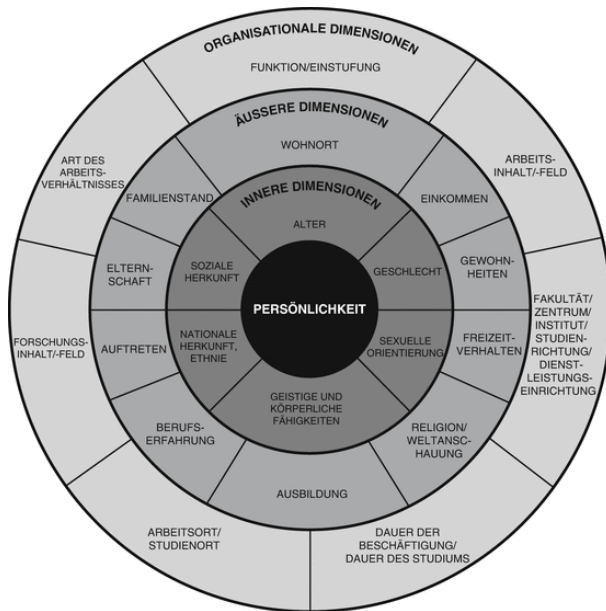 ORGANISATIONALE DIMENSIONEN
FUNKTION/EINSTUFUNG
ARBEITS-
INHALT/-FELD
FAKULTÄT/
ZENTRUM/
INSTITUT/
STUDIEN-
RICHTUNG/
DIENST-
LEISTUNGS-
EINRICHTUNG
DAUER DER
BESCHÄFTIGUNG/
DAUER DES STUDIUMS
ARBEITSORT/
STUDIENORT
FORSCHUNGS-
INHALT/-FELD
ART DES
ARBEITS-
VERHÄLTNISSES
ÄUSSERE DIMENSIONEN
WOHNORT
EINKOMMEN
GEWOHN-
HEITEN
FREIZEIT-
VERHALTEN
RELIGION/
WELTANSC-
HAUUNG
AUSBILDUNG
BERUFS-
ERFAHRUNG
AUFTRETEN
ELTERN-
SCHAFT
FAMILIENSTAND
INNERE DIMENSIONEN
ALTER
GESCHLECHT
SEXUELLE
ORIENTIERUNG
GEISTIGE UND
KÖRPERLICHE
FÄHIGKEITEN
NATIONALE
HERKUNFT,
ETHNIE
SOZIALE
HERKUNFT
PERSÖNLICHKEIT